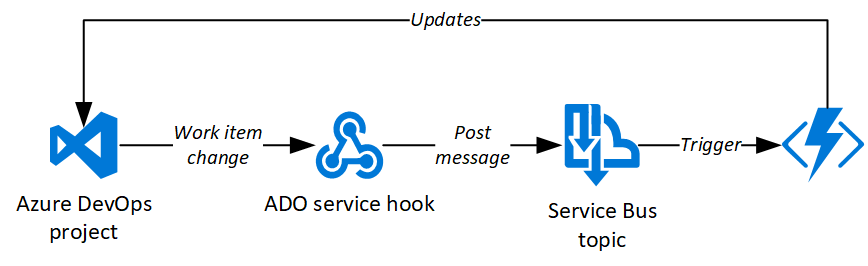 Updates
Work item
change
Post
message
Trigger
Azure DevOps
project
ADO service hook
Service Bus
topic